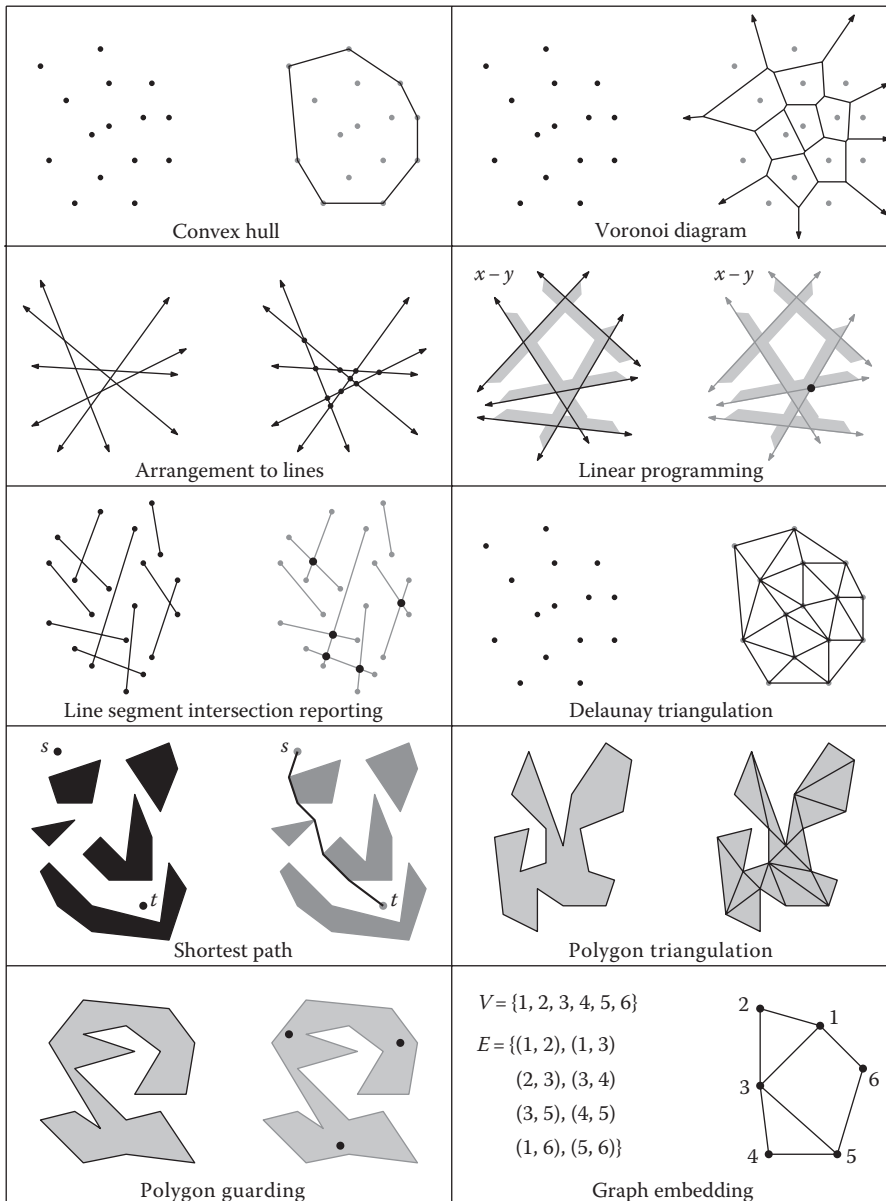 Convex hull
Voronoi diagram
x – y
x – y
Arrangement to lines
Linear programming
Line segment intersection reporting
Delaunay triangulation
s
s
t
t
Shortest path
Polygon triangulation
V = {1, 2, 3, 4, 5, 6}
E = {(1, 2), (1, 3)
(2, 3), (3, 4)
(3, 5), (4, 5)
(1, 6), (5, 6)}
2
1
6
3
4
5
Polygon guarding
Graph embedding